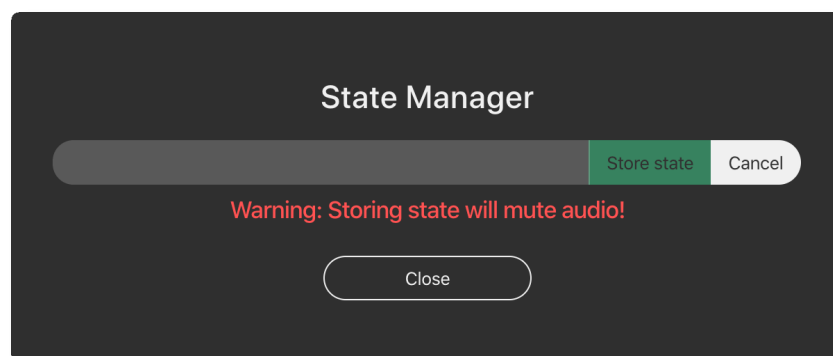 State Manager
Store state Cancel
Warning: Storing state will mute audio!
Close